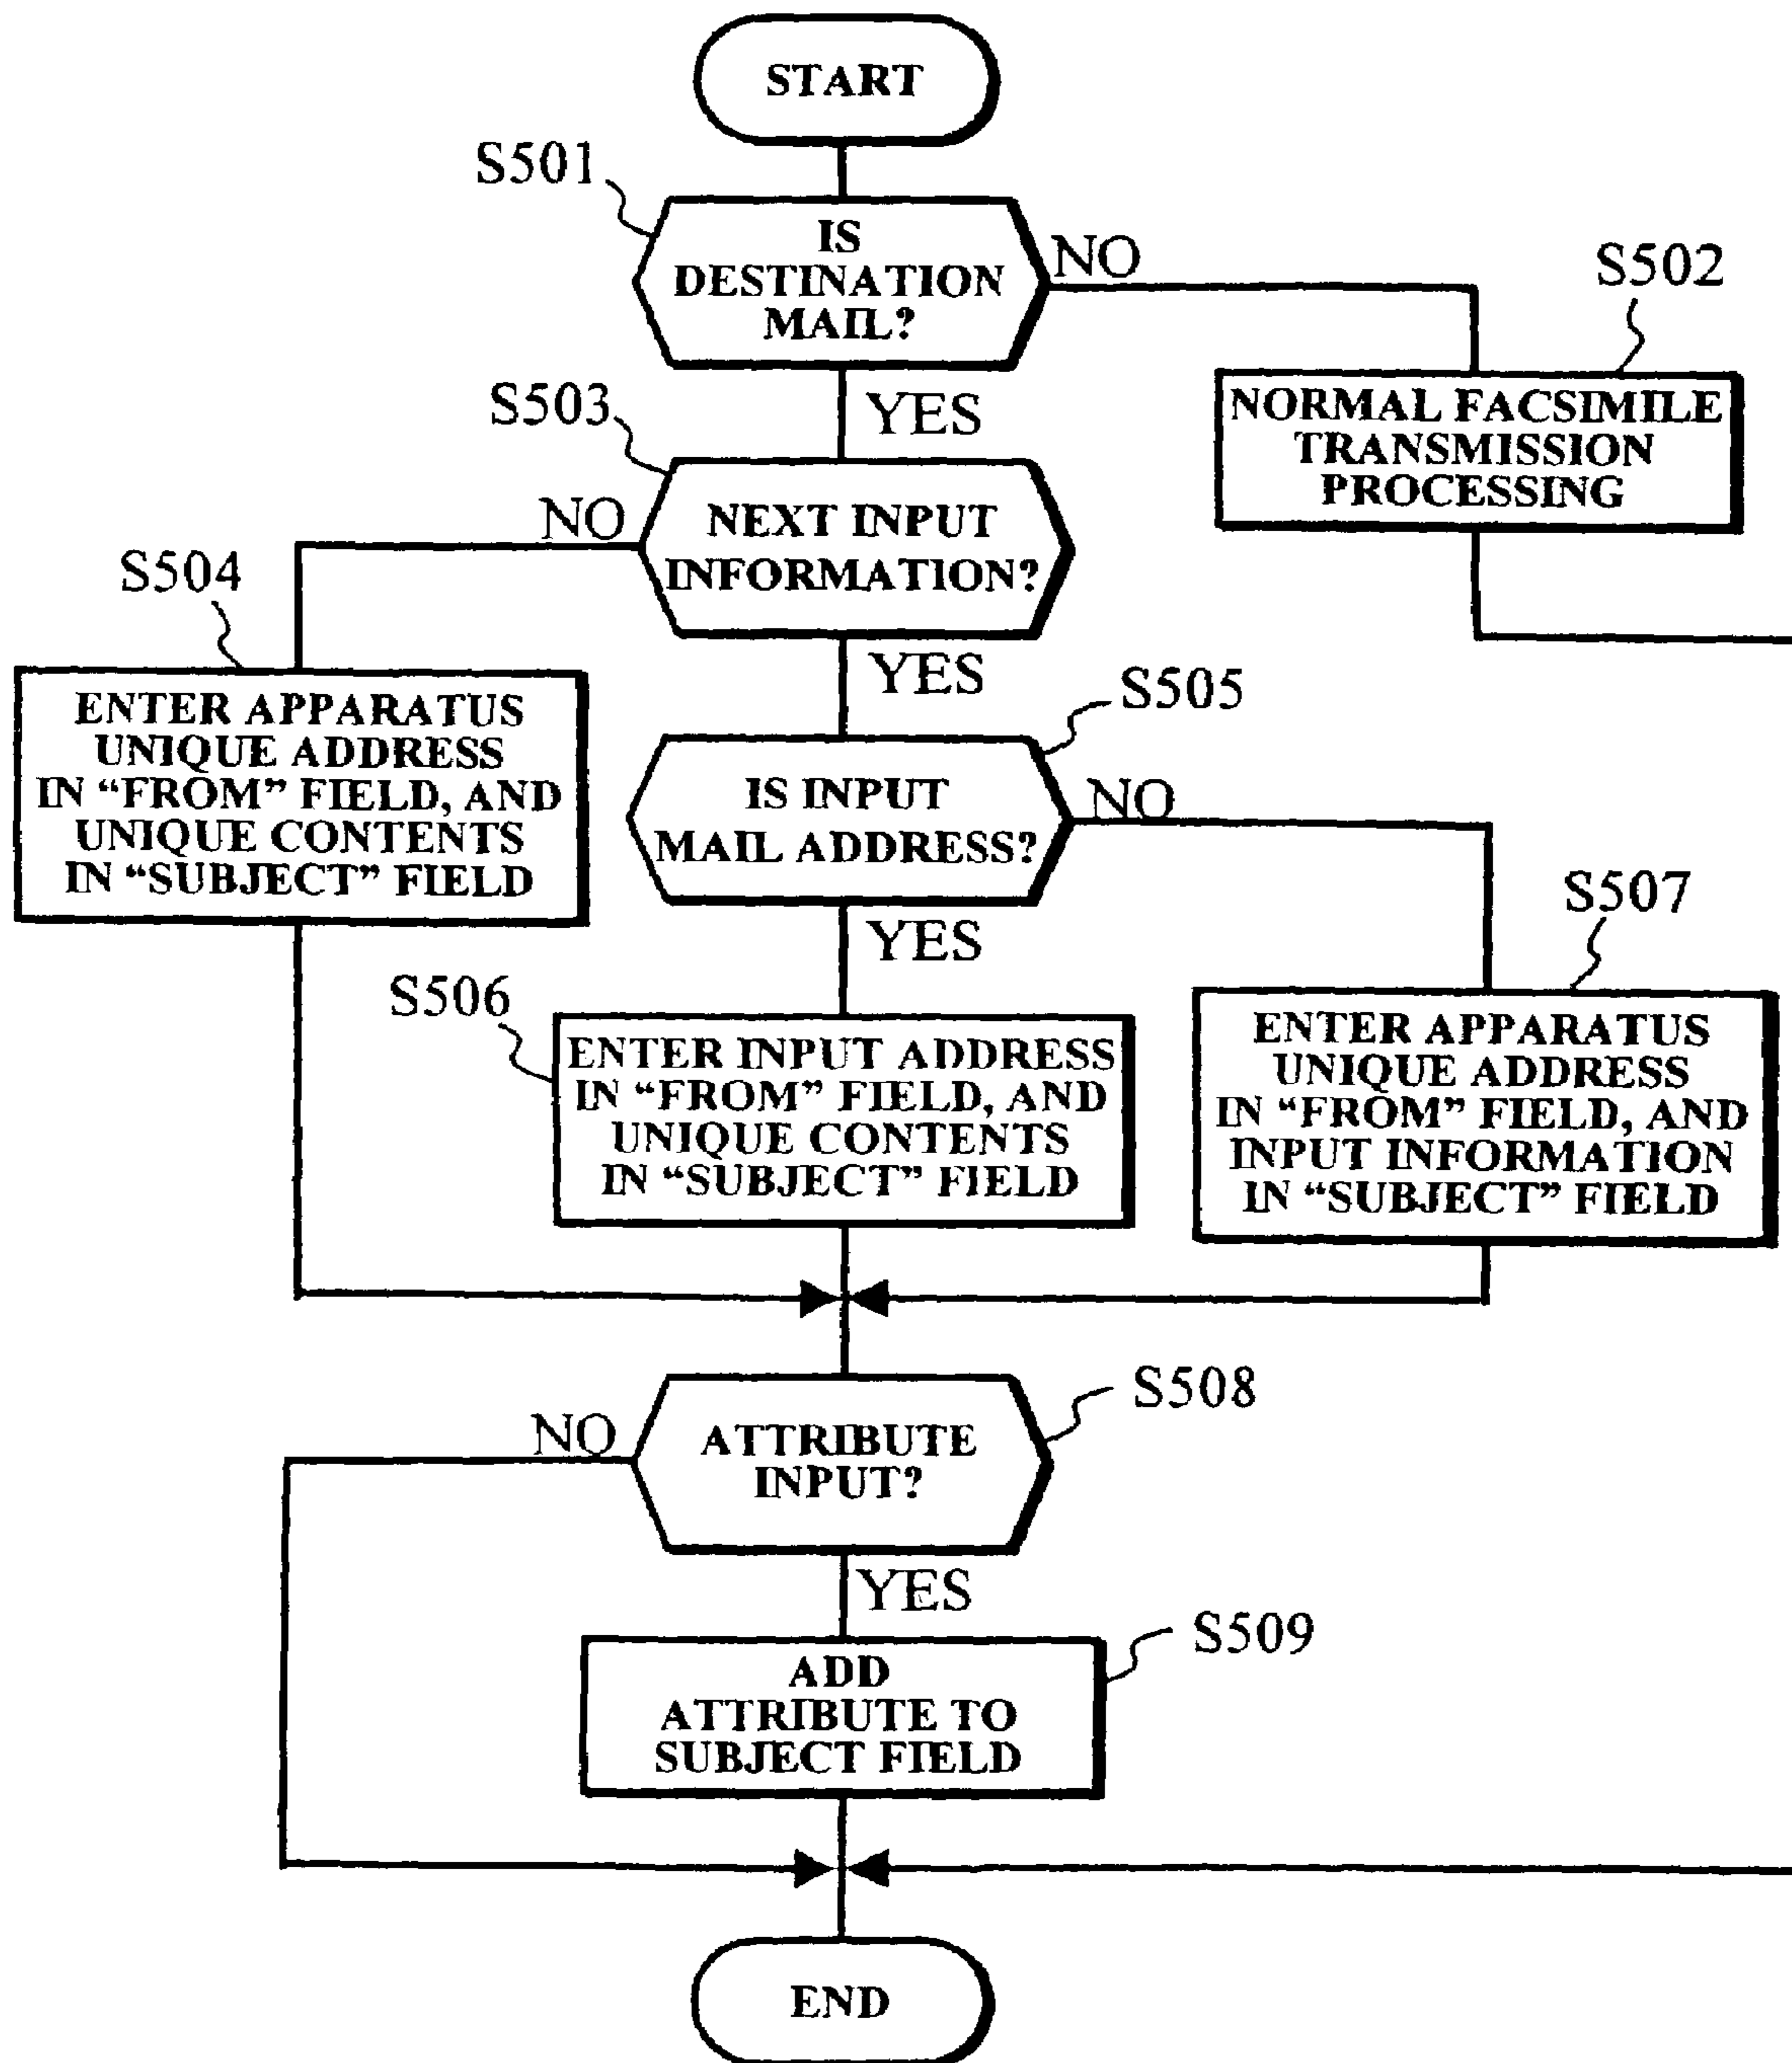 START
S501
IS
DESTINATION
MAIL?
NO
S502
NORMAL FACSIMILE
TRANSMISSION
PROCESSING
YES
S503
NEXT INPUT
INFORMATION?
NO
S504
ENTER APPARATUS
UNIQUE ADDRESS
IN “FROM” FIELD, AND
UNIQUE CONTENTS
IN “SUBJECT” FIELD
YES
S505
IS INPUT
MAIL ADDRESS?
NO
S507
ENTER APPARATUS
UNIQUE ADDRESS
IN “FROM” FIELD, AND
INPUT INFORMATION
IN “SUBJECT” FIELD
YES
S506
ENTER INPUT ADDRESS
IN “FROM” FIELD, AND
UNIQUE CONTENTS
IN “SUBJECT” FIELD
S508
ATTRIBUTE
INPUT?
NO
YES
S509
ADD
ATTRIBUTE TO
SUBJECT FIELD
END